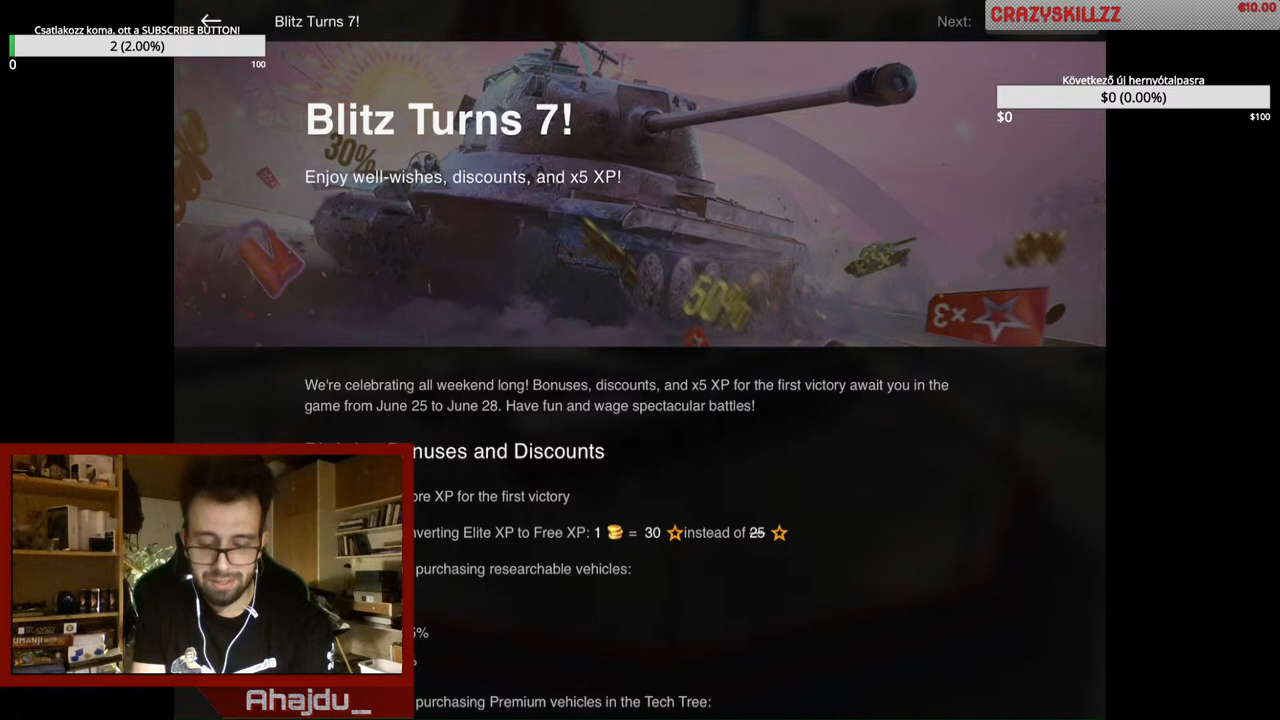 Blitz Turns 7!
Next:
CRAZYSKILLZZ
€10.00
Csatlakozz koma, ott a SUBSCRIBE BUTTON!
2 (2.00%)
0
100
Következő új hernyótalpasra
$0 (0.00%)
$0
$100
Blitz Turns 7!
30%
Enjoy well-wishes, discounts, and x5 XP!
50%
3×
We're celebrating all weekend long! Bonuses, discounts, and x5 XP for the first victory await you in the
game from June 25 to June 28. Have fun and wage spectacular battles!
nuses and Discounts
ore XP for the first victory
nverting Elite XP to Free XP: 1 = 30 instead of 25
purchasing researchable vehicles:
%
purchasing Premium vehicles in the Tech Tree:
Ahajdu_